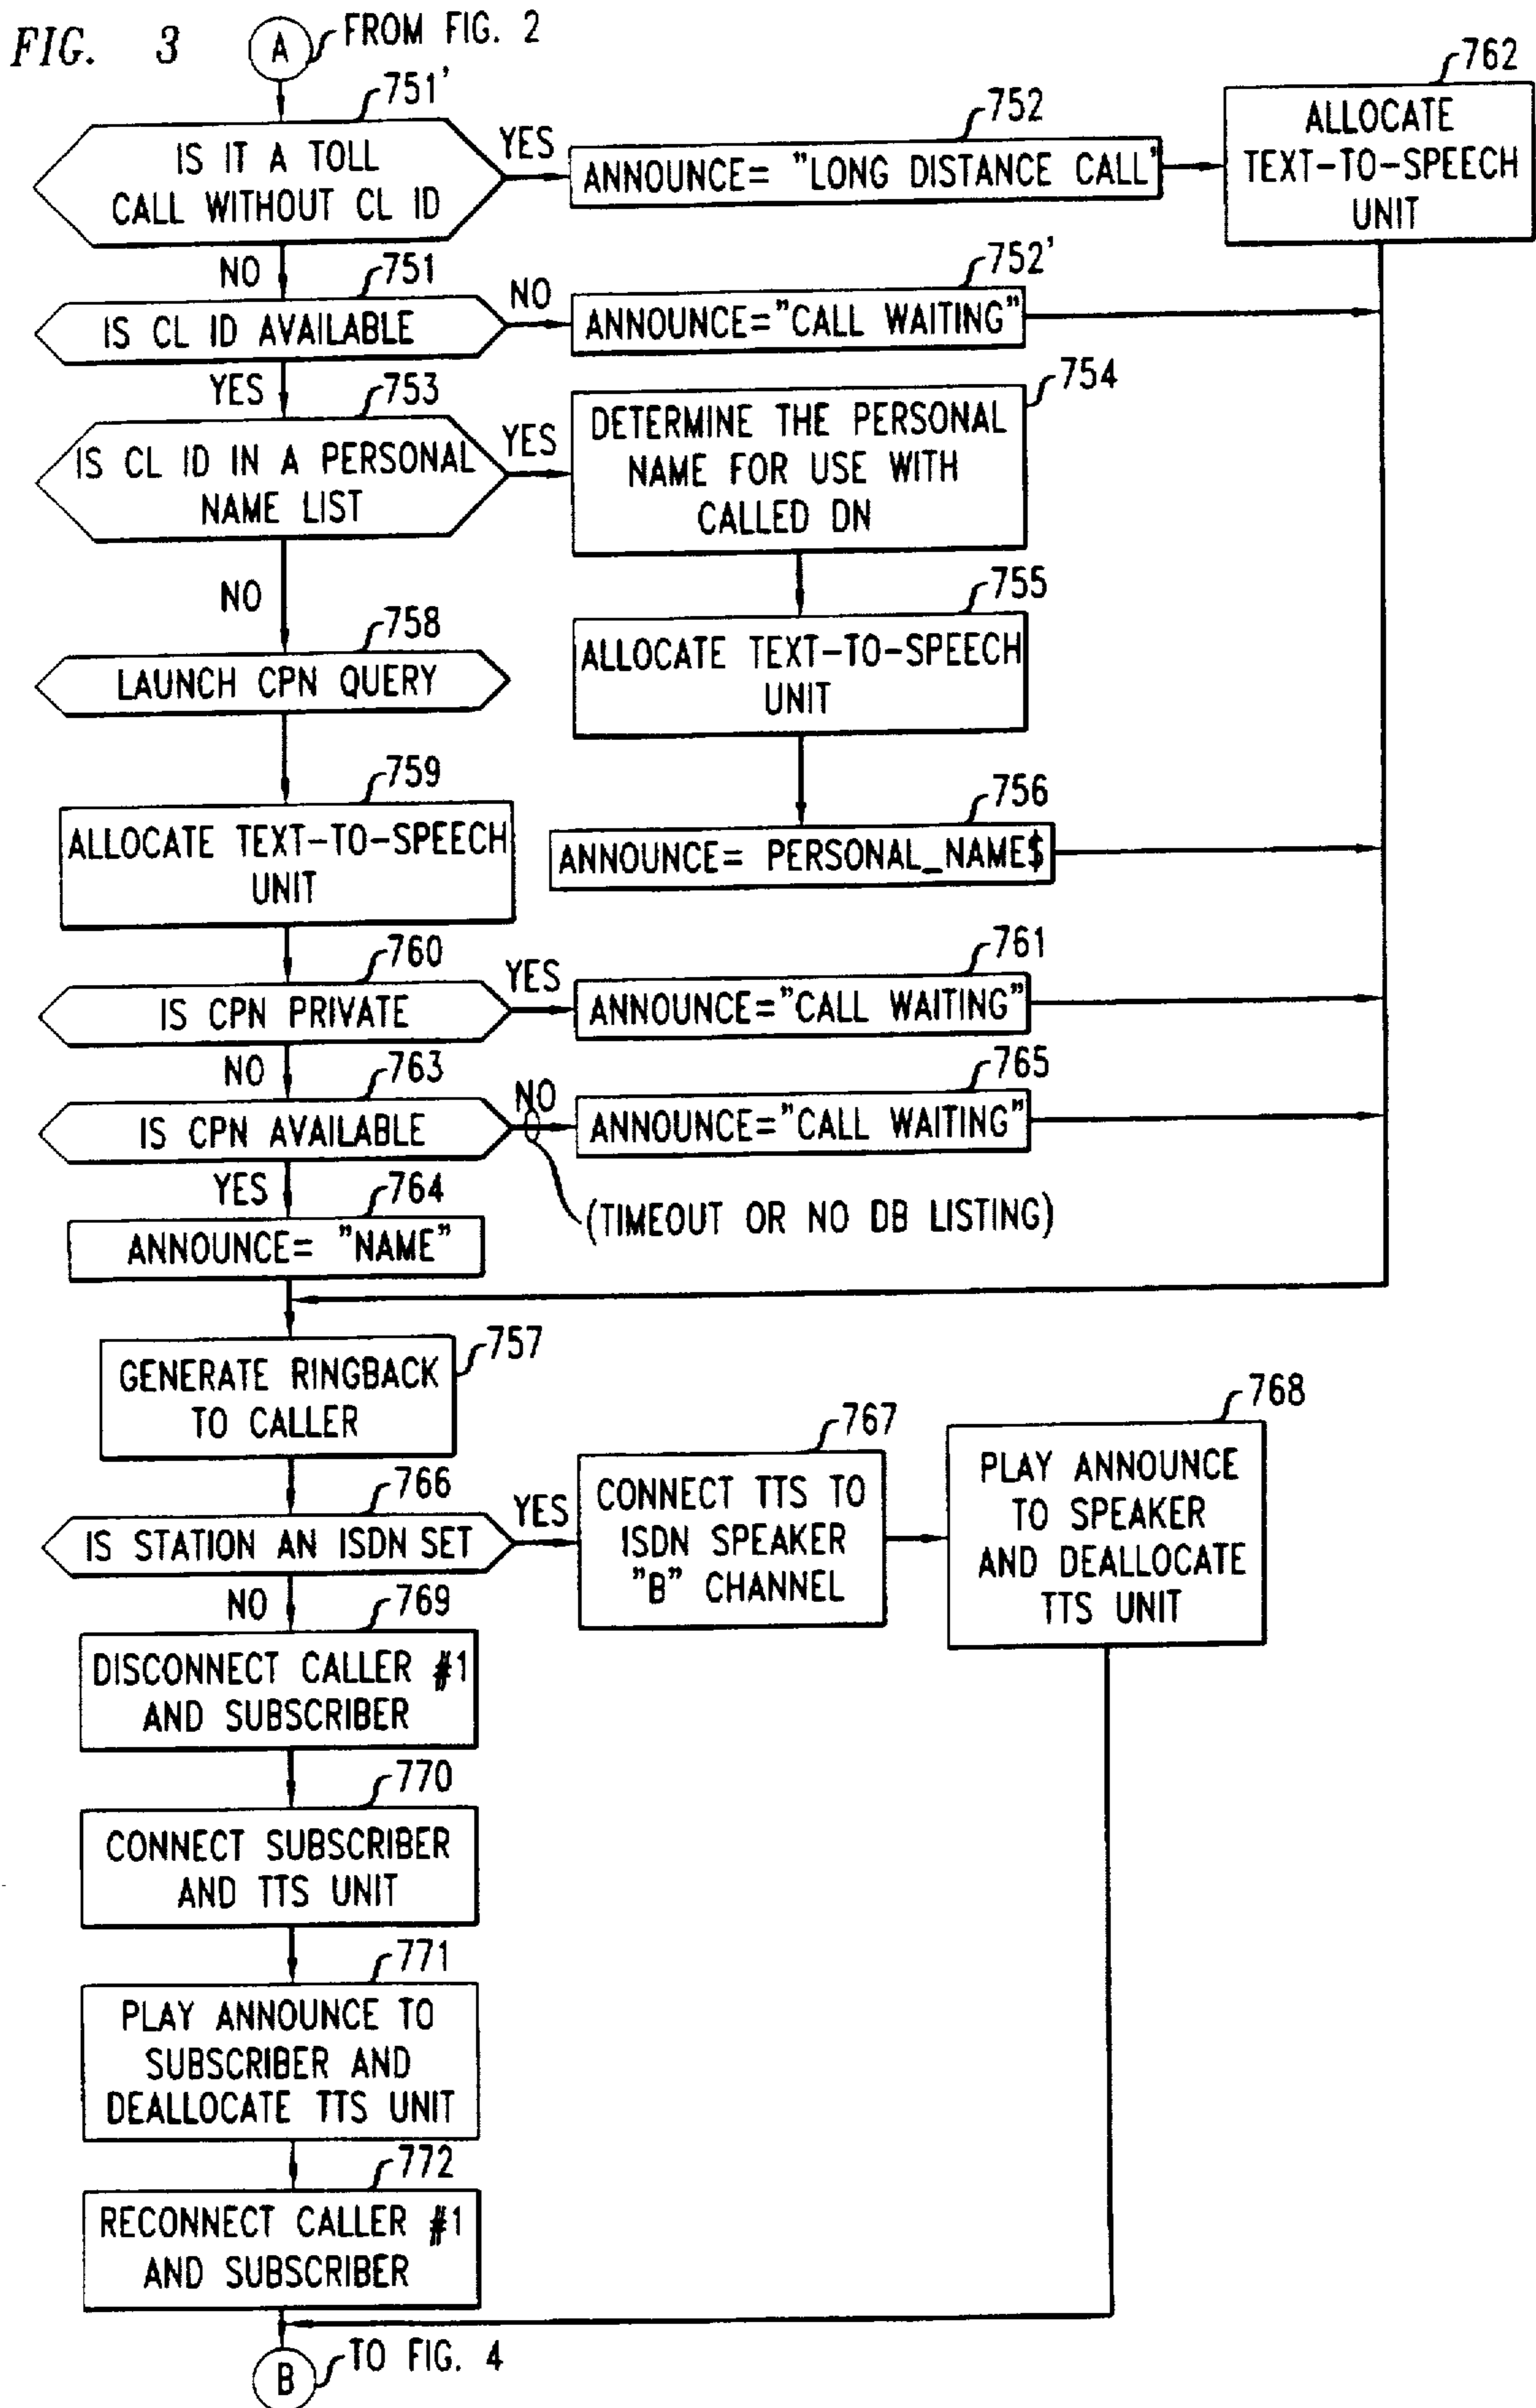 FIG. 3
A
FROM FIG. 2
751'
IS IT A TOLL
CALL WITHOUT CL ID
YES
752
ANNOUNCE= "LONG DISTANCE CALL"
762
ALLOCATE
TEXT-TO-SPEECH
UNIT
NO
751
IS CL ID AVAILABLE
NO
752'
ANNOUNCE="CALL WAITING"
YES
753
IS CL ID IN A PERSONAL
NAME LIST
YES
754
DETERMINE THE PERSONAL
NAME FOR USE WITH
CALLED DN
755
ALLOCATE TEXT-TO-SPEECH
UNIT
756
ANNOUNCE= PERSONAL_NAME$
NO
758
LAUNCH CPN QUERY
759
ALLOCATE TEXT-TO-SPEECH
UNIT
760
IS CPN PRIVATE
YES
761
ANNOUNCE="CALL WAITING"
NO
763
IS CPN AVAILABLE
NO
765
ANNOUNCE="CALL WAITING"
(TIMEOUT OR NO DB LISTING)
YES
764
ANNOUNCE= "NAME"
757
GENERATE RINGBACK
TO CALLER
766
IS STATION AN ISDN SET
YES
767
CONNECT TTS TO
ISDN SPEAKER
"B" CHANNEL
768
PLAY ANNOUNCE
TO SPEAKER
AND DEALLOCATE
TTS UNIT
NO
769
DISCONNECT CALLER #1
AND SUBSCRIBER
770
CONNECT SUBSCRIBER
AND TTS UNIT
771
PLAY ANNOUNCE TO
SUBSCRIBER AND
DEALLOCATE TTS UNIT
772
RECONNECT CALLER #1
AND SUBSCRIBER
B
TO FIG. 4